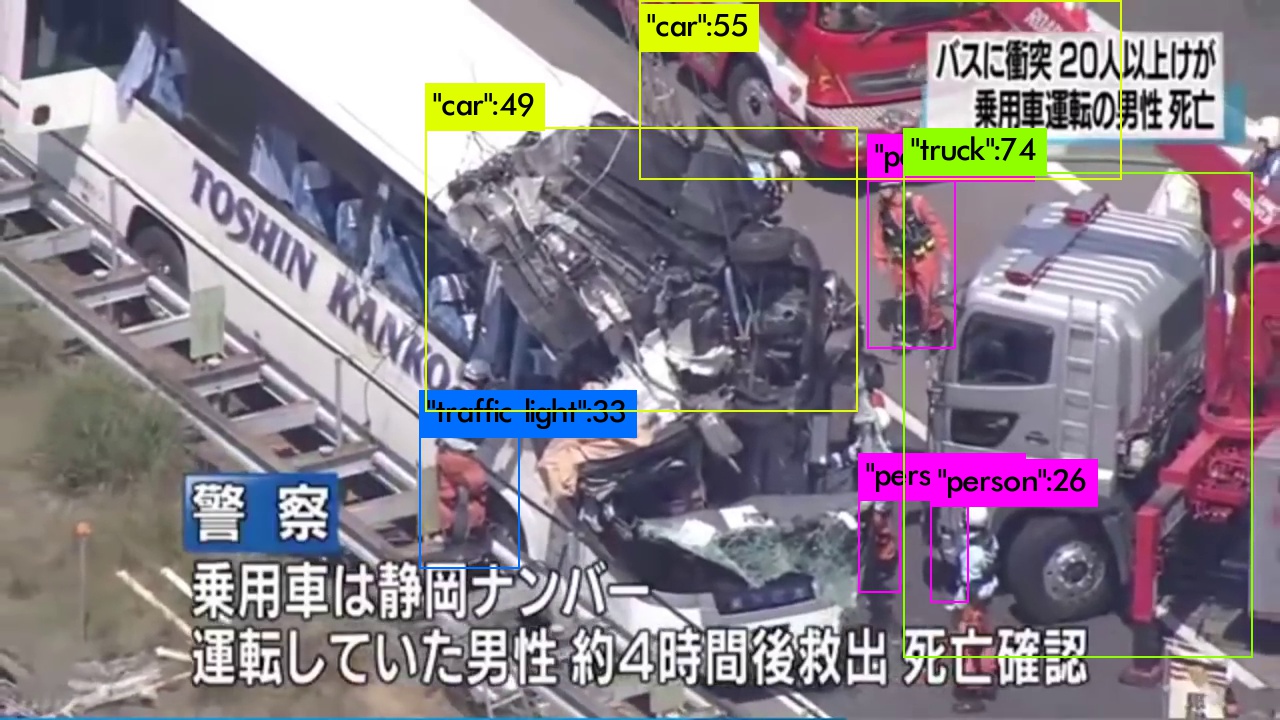 "car":55
バスに衝突 20人以上けが
乗用車運転の男性 死亡
"car":49
"pe
"truck":74
TOSHIN KANKO
"traffic light":33
"pers
"person":26
警察
乗用車は静岡ナンバー
運転していた男性 約4時間後救出 死亡確認